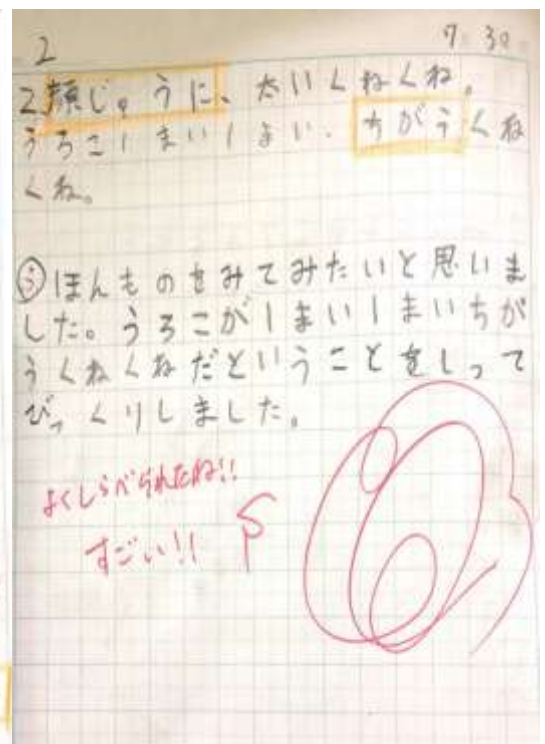 2
9. 30
2顔じゅうに、太いくねくね。
うろこ1まい1まい、ちがうくね
くね。
ⓢほんものをみてみたいと思いま
した。うろこが1まい1まいちが
うくねくねだということをしって
びっくりしました。
よくしらべられたね!!
すごい!!